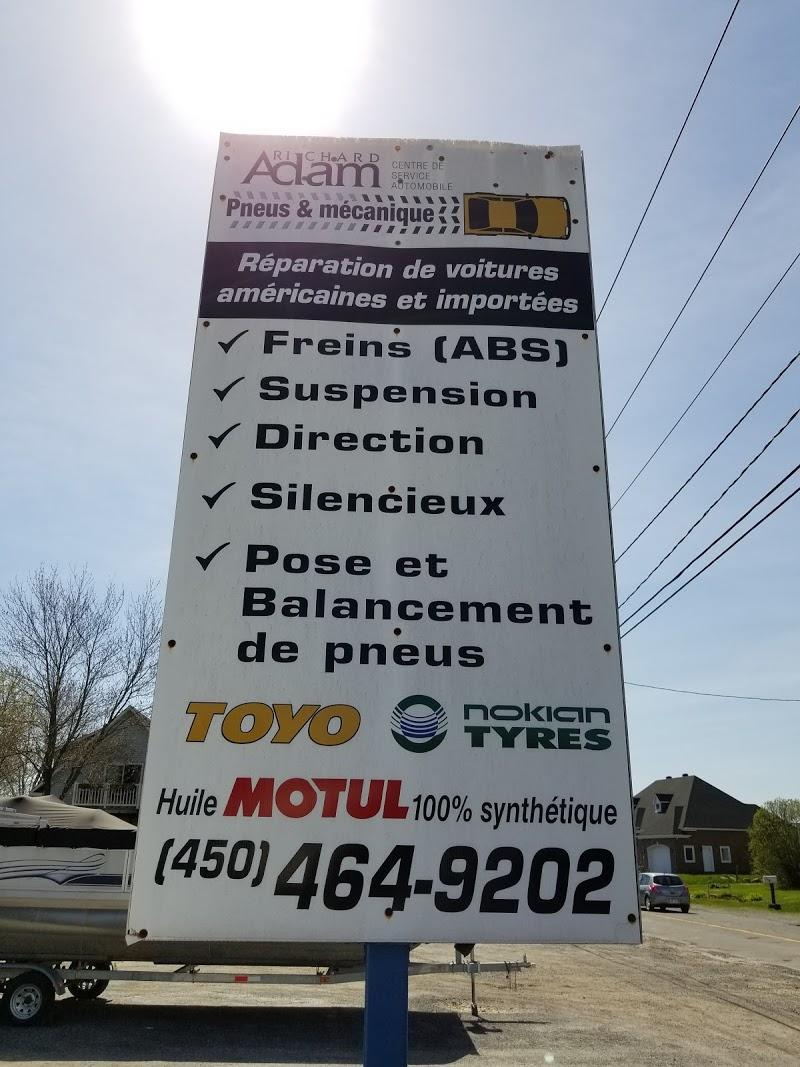 RICHARD
Adam
CENTRE DE
SERVICE
AUTOMOBILE
Pneus & mécanique
Réparation de voitures
américaines et importées
✓ Freins (ABS)
✓ Suspension
✓ Direction
✓ Silencieux
✓ Pose et
Balancement
de pneus
TOYO nokian
TYRES
Huile MOTUL 100% synthétique
(450) 464-9202